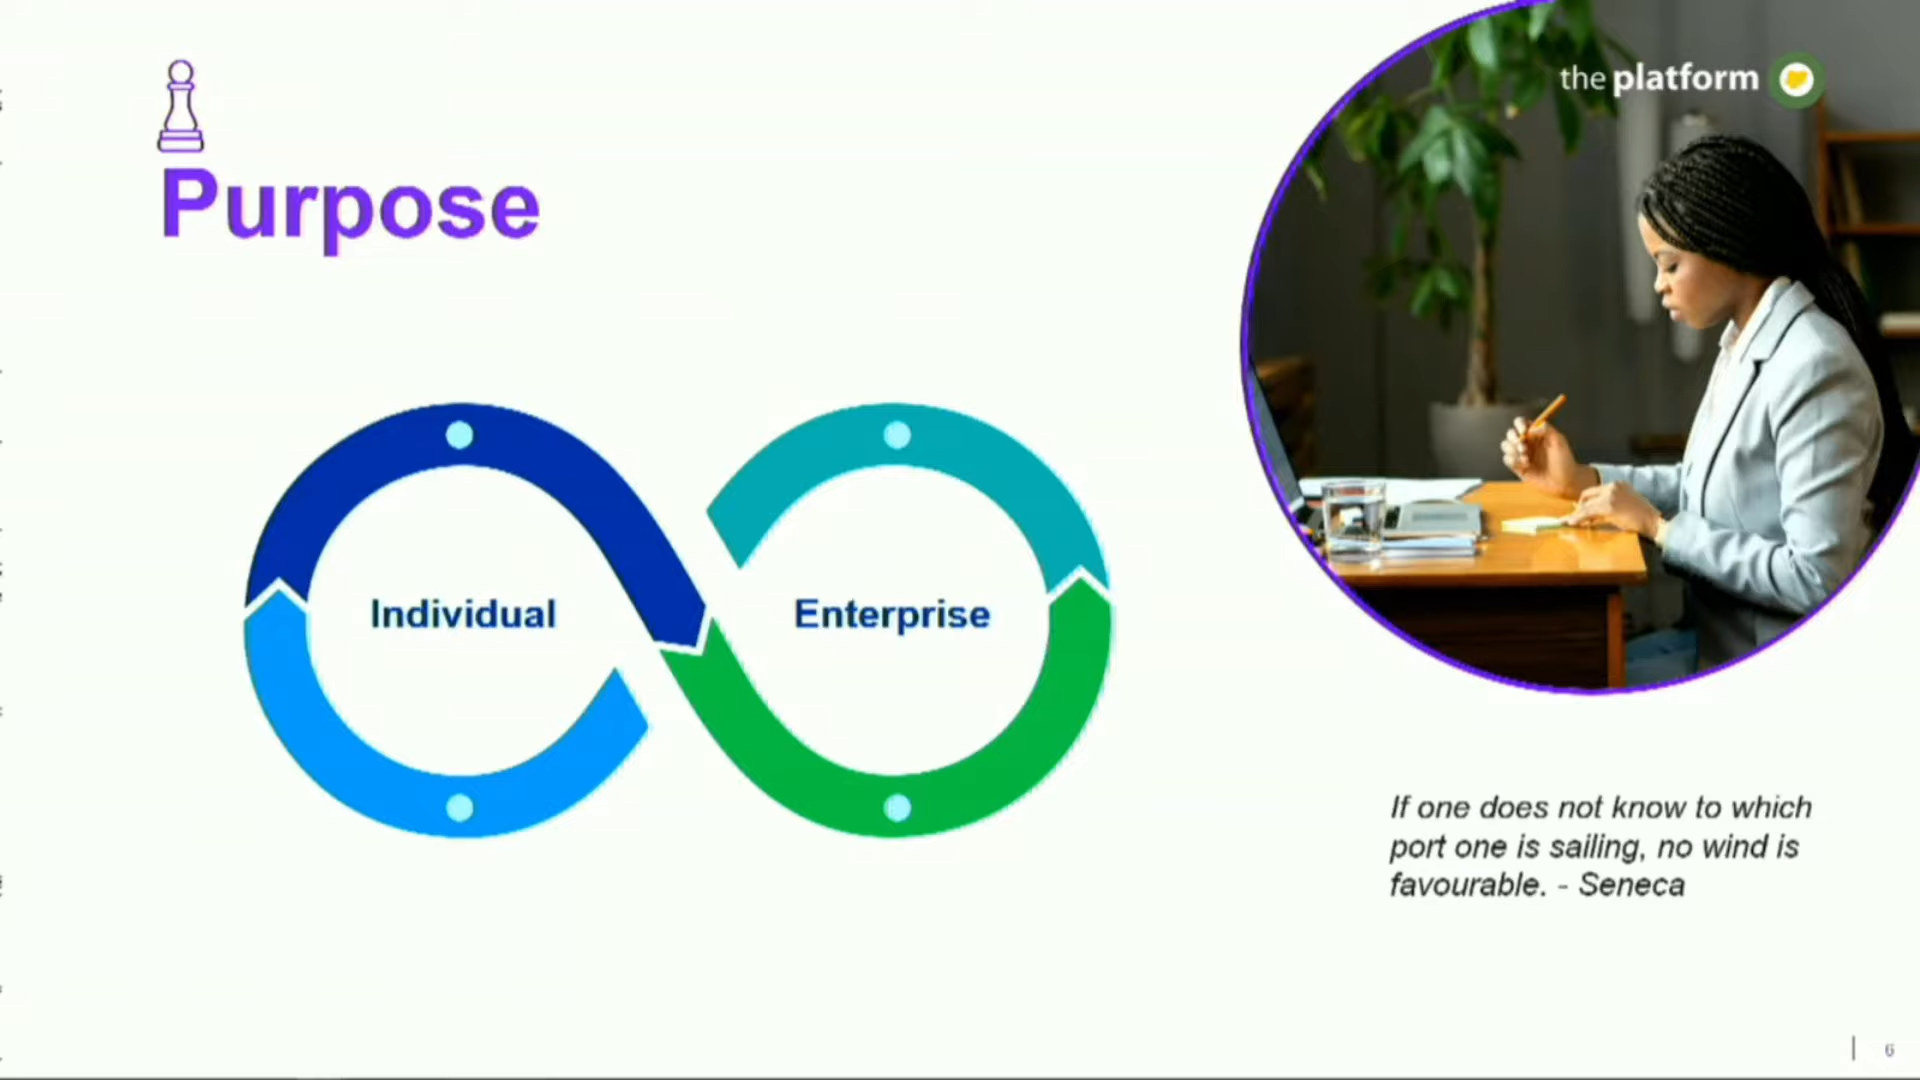 the platform
Purpose
Individual
Enterprise
If one does not know to which
port one is sailing, no wind is
favourable. - Seneca
6